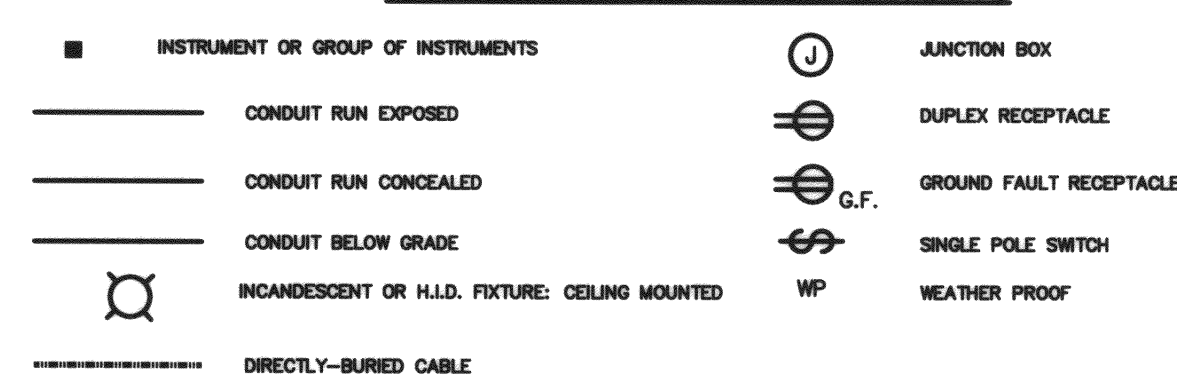 INSTRUMENT OR GROUP OF INSTRUMENTS
CONDUIT RUN EXPOSED
CONDUIT RUN CONCEALED
CONDUIT BELOW GRADE
INCANDESCENT OR H.I.D. FIXTURE: CEILING MOUNTED
DIRECTLY-BURIED CABLE
J JUNCTION BOX
DUPLEX RECEPTACLE
G.F. GROUND FAULT RECEPTACLE
SINGLE POLE SWITCH
WP WEATHER PROOF